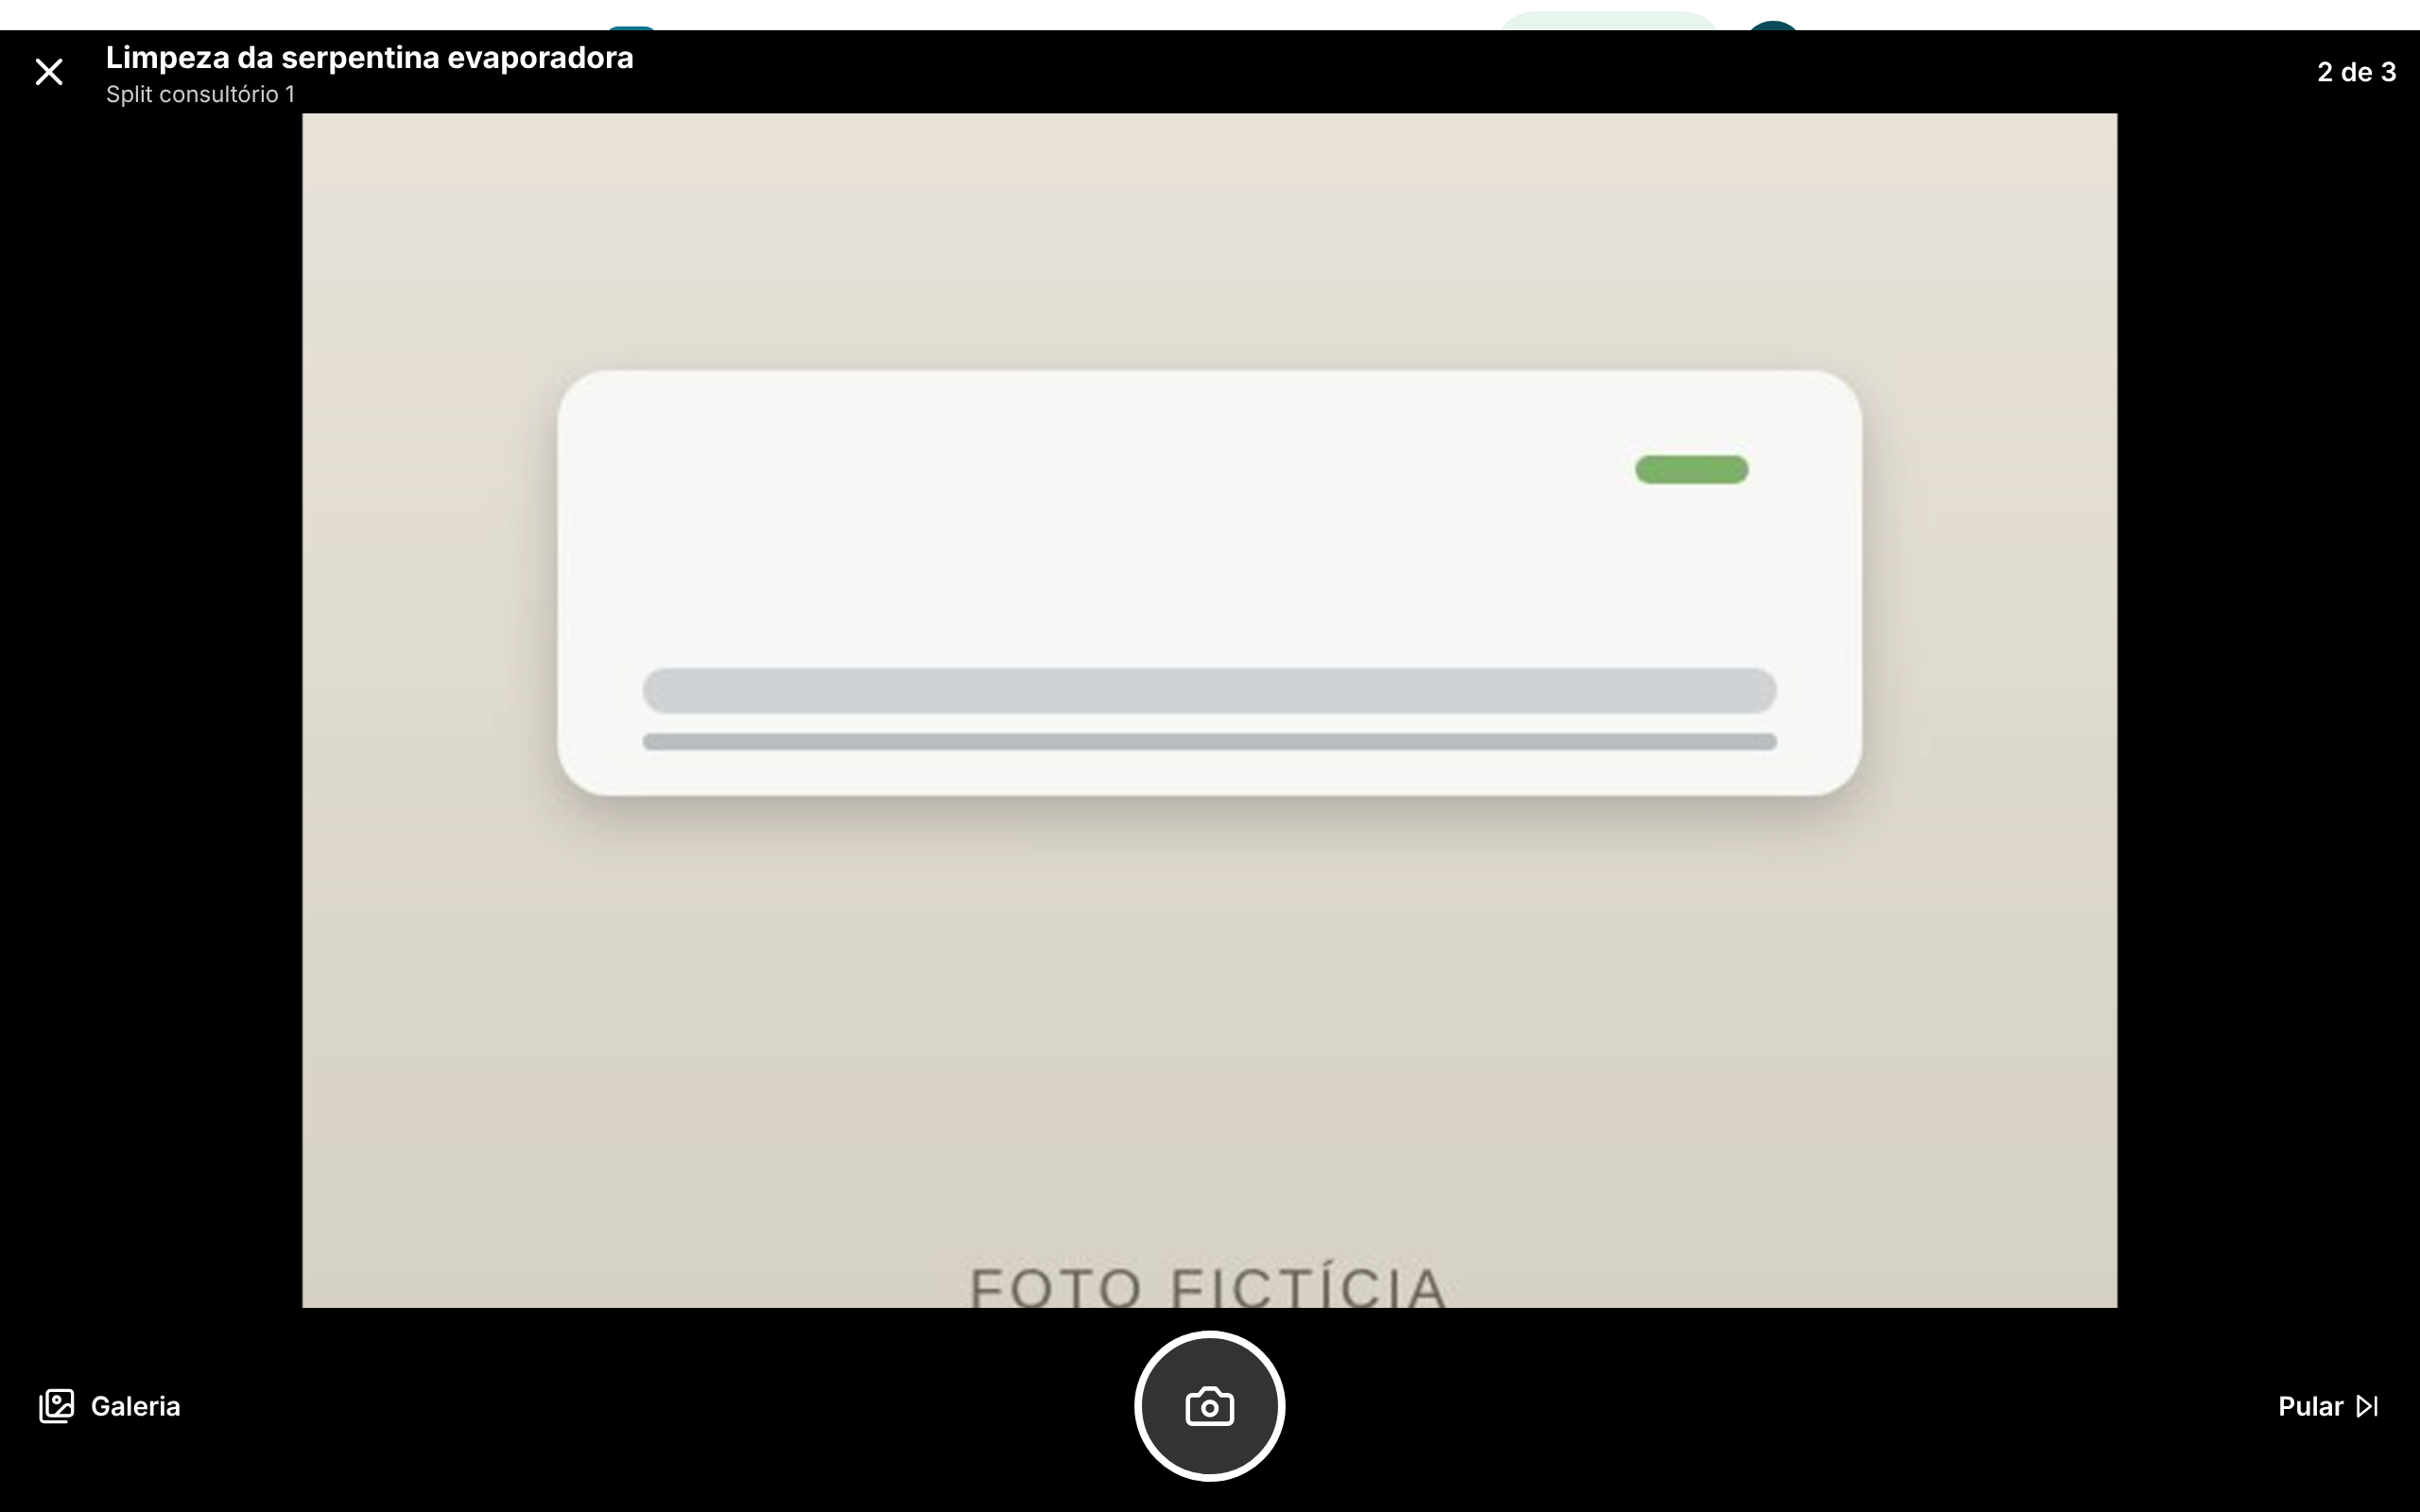 Limpeza da serpentina evaporadora
Split consultório 1
2 de 3
FOTO FICTÍCIA
Galeria
Pular